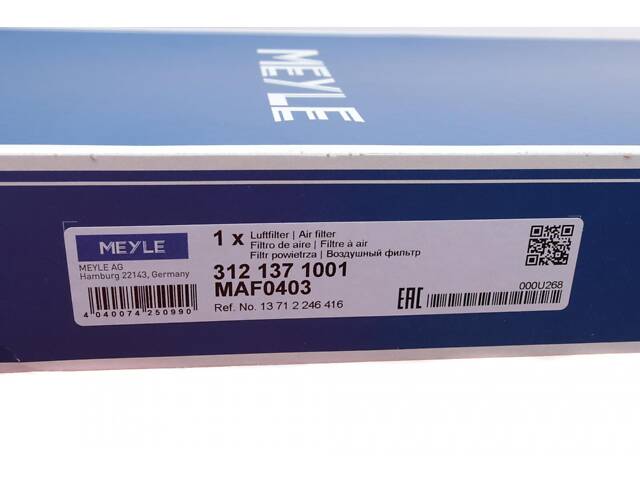 MEYLE
MEYLE
MEYLE AG
Hamburg 22143, Germany
4 040074 250990
1 x Luftfilter | Air filter
Filtro de aire | Filtre à air
Filtr powietrza | Воздушный фильтр
312 137 1001
MAF0403
Ref. No. 13 71 2 246 416
EAC
000U268